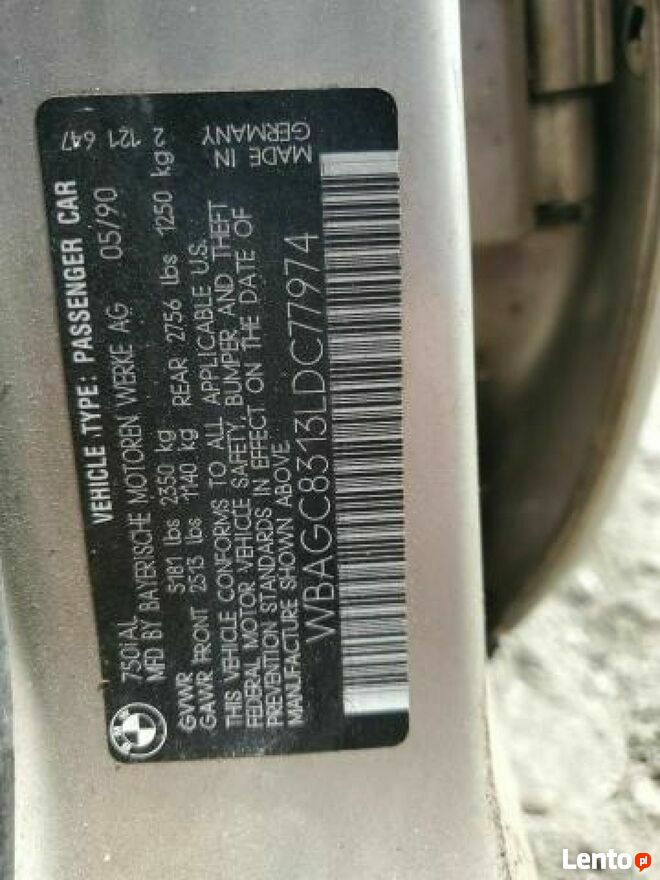 VEHICLE TYPE: PASSENGER CAR
750iAL
MFD BY BAYERISCHE MOTOREN WERKE AG 05/90
121 647
2
GVWR 5181 lbs 2350 kg
GAWR FRONT 2513 lbs 1140 kg REAR 2756 lbs 1250 kg
THIS VEHICLE CONFORMS TO ALL APPLICABLE U.S.
FEDERAL MOTOR VEHICLE SAFETY, BUMPER AND THEFT
PREVENTION STANDARDS IN EFFECT ON THE DATE OF
MANUFACTURE SHOWN ABOVE.
MADE IN
GERMANY
WBAGC8313LDC77974
BMW
Lento pl